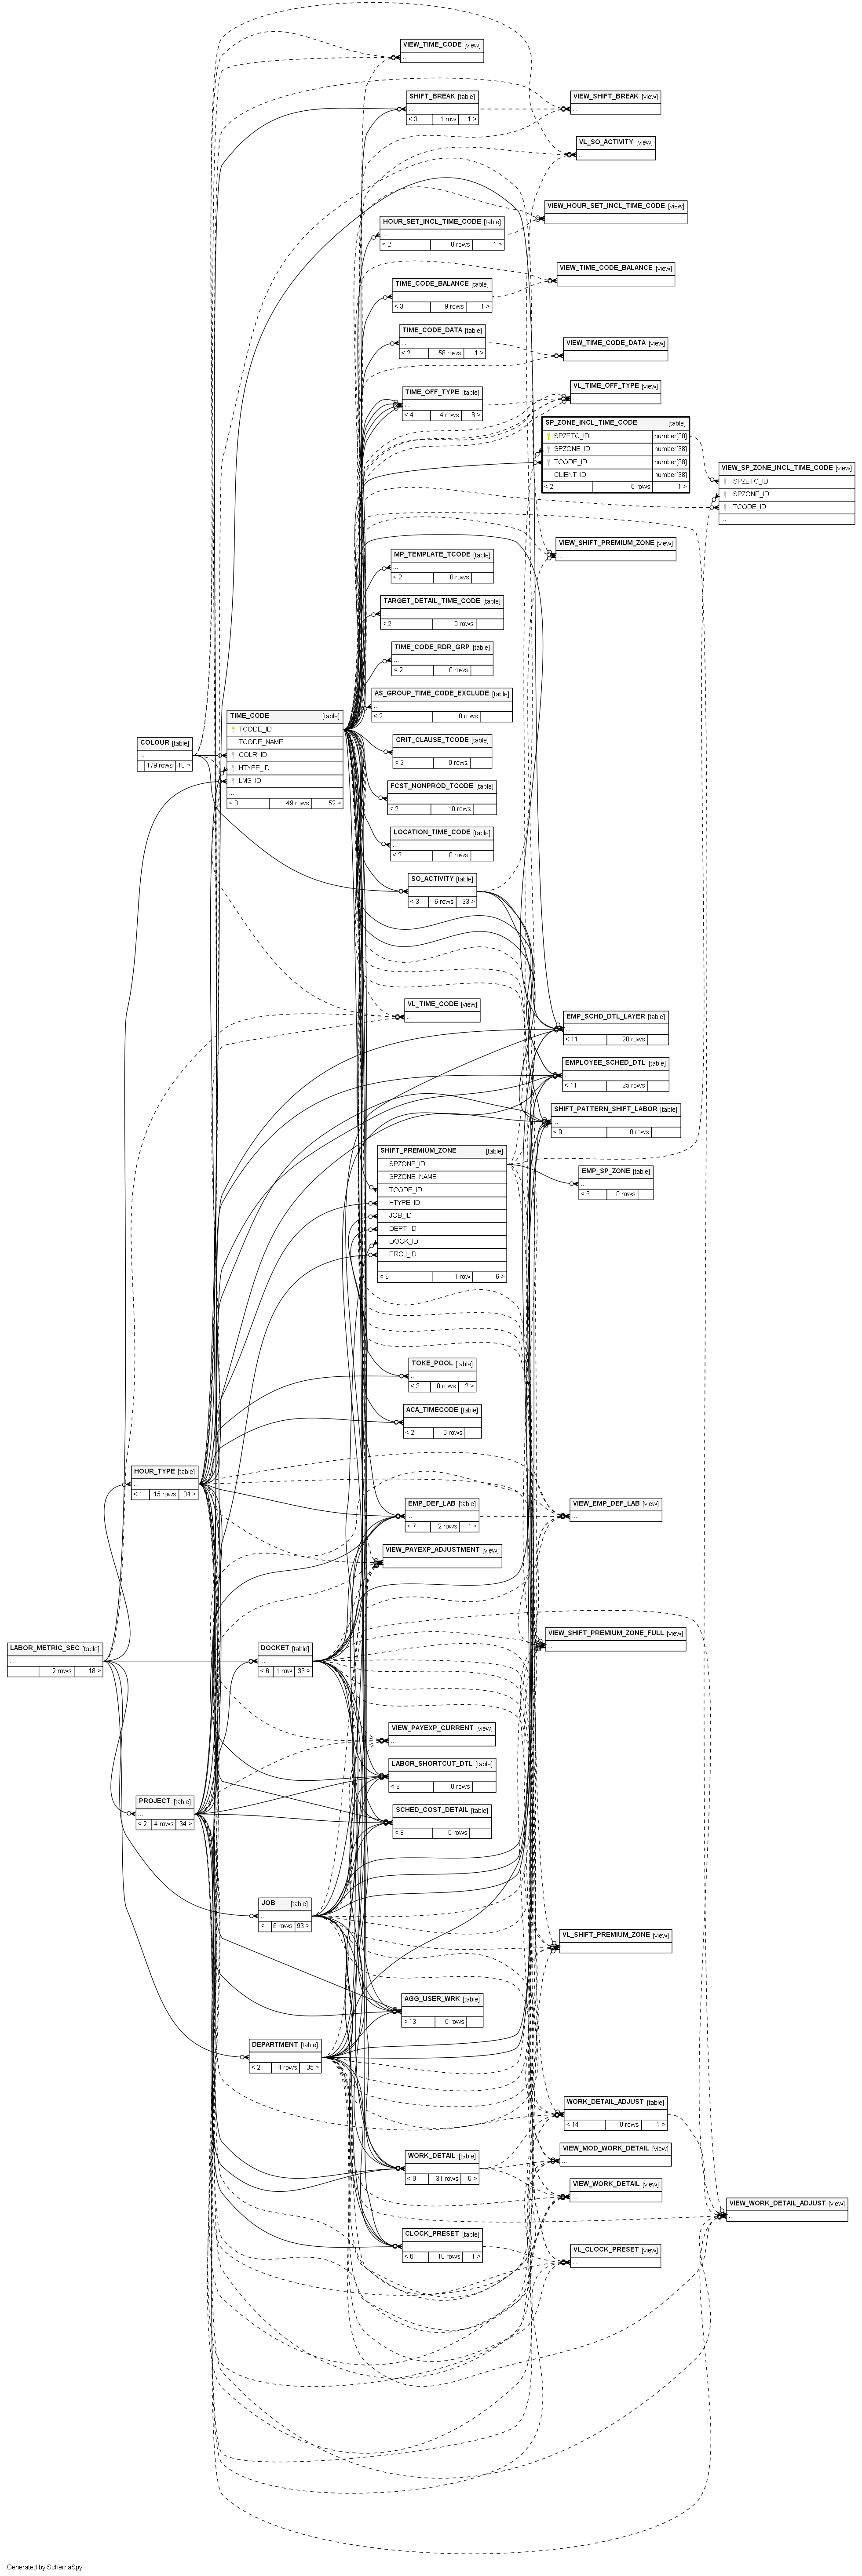 VIEW_TIME_CODE [view]
...
SHIFT_BREAK [table]
...
< 3 1 row 1 >
VIEW_SHIFT_BREAK [view]
...
VL_SO_ACTIVITY [view]
...
VIEW_HOUR_SET_INCL_TIME_CODE [view]
...
HOUR_SET_INCL_TIME_CODE [table]
...
< 2 0 rows 1 >
VIEW_TIME_CODE_BALANCE [view]
...
TIME_CODE_BALANCE [table]
...
< 3 9 rows 1 >
TIME_CODE_DATA [table]
...
< 2 58 rows 1 >
VIEW_TIME_CODE_DATA [view]
...
TIME_OFF_TYPE [table]
...
< 4 4 rows 6 >
VL_TIME_OFF_TYPE [view]
...
SP_ZONE_INCL_TIME_CODE [table]
SPZETC_ID number[38]
SPZONE_ID number[38]
TCODE_ID number[38]
CLIENT_ID number[38]
< 2 0 rows 1 >
VIEW_SP_ZONE_INCL_TIME_CODE [view]
SPZETC_ID
SPZONE_ID
TCODE_ID
...
VIEW_SHIFT_PREMIUM_ZONE [view]
...
MP_TEMPLATE_TCODE [table]
...
< 2 0 rows
TARGET_DETAIL_TIME_CODE [table]
...
< 2 0 rows
TIME_CODE_RDR_GRP [table]
...
< 2 0 rows
AS_GROUP_TIME_CODE_EXCLUDE [table]
...
< 2 0 rows
TIME_CODE [table]
TCODE_ID
TCODE_NAME
COLR_ID
HTYPE_ID
LMS_ID
...
< 3 49 rows 52 >
COLOUR [table]
...
179 rows 18 >
CRIT_CLAUSE_TCODE [table]
...
< 2 0 rows
FCST_NONPROD_TCODE [table]
...
< 2 10 rows
LOCATION_TIME_CODE [table]
...
< 2 0 rows
SO_ACTIVITY [table]
...
< 3 6 rows 33 >
VL_TIME_CODE [view]
...
EMP_SCHD_DTL_LAYER [table]
...
< 11 20 rows
EMPLOYEE_SCHED_DTL [table]
...
< 11 25 rows
SHIFT_PATTERN_SHIFT_LABOR [table]
...
< 9 0 rows
SHIFT_PREMIUM_ZONE [table]
SPZONE_ID
SPZONE_NAME
TCODE_ID
HTYPE_ID
JOB_ID
DEPT_ID
DOCK_ID
PROJ_ID
...
< 6 1 row 6 >
EMP_SP_ZONE [table]
...
< 3 0 rows
TOKE_POOL [table]
...
< 3 0 rows 2 >
ACA_TIMECODE [table]
...
< 2 0 rows
HOUR_TYPE [table]
...
< 1 15 rows 34 >
EMP_DEF_LAB [table]
...
< 7 2 rows 1 >
VIEW_EMP_DEF_LAB [view]
...
VIEW_PAYEXP_ADJUSTMENT [view]
...
LABOR_METRIC_SEC [table]
...
2 rows 18 >
DOCKET [table]
...
< 6 1 row 33 >
VIEW_SHIFT_PREMIUM_ZONE_FULL [view]
...
VIEW_PAYEXP_CURRENT [view]
...
LABOR_SHORTCUT_DTL [table]
...
< 8 0 rows
PROJECT [table]
...
< 2 4 rows 34 >
SCHED_COST_DETAIL [table]
...
< 8 0 rows
JOB [table]
...
< 1 6 rows 93 >
VL_SHIFT_PREMIUM_ZONE [view]
...
AGG_USER_WRK [table]
...
< 13 0 rows
DEPARTMENT [table]
...
< 2 4 rows 35 >
WORK_DETAIL_ADJUST [table]
...
< 14 0 rows 1 >
WORK_DETAIL [table]
...
< 9 31 rows 6 >
VIEW_MOD_WORK_DETAIL [view]
...
VIEW_WORK_DETAIL [view]
...
VIEW_WORK_DETAIL_ADJUST [view]
...
CLOCK_PRESET [table]
...
< 6 10 rows 1 >
VL_CLOCK_PRESET [view]
...
Generated by SchemaSpy